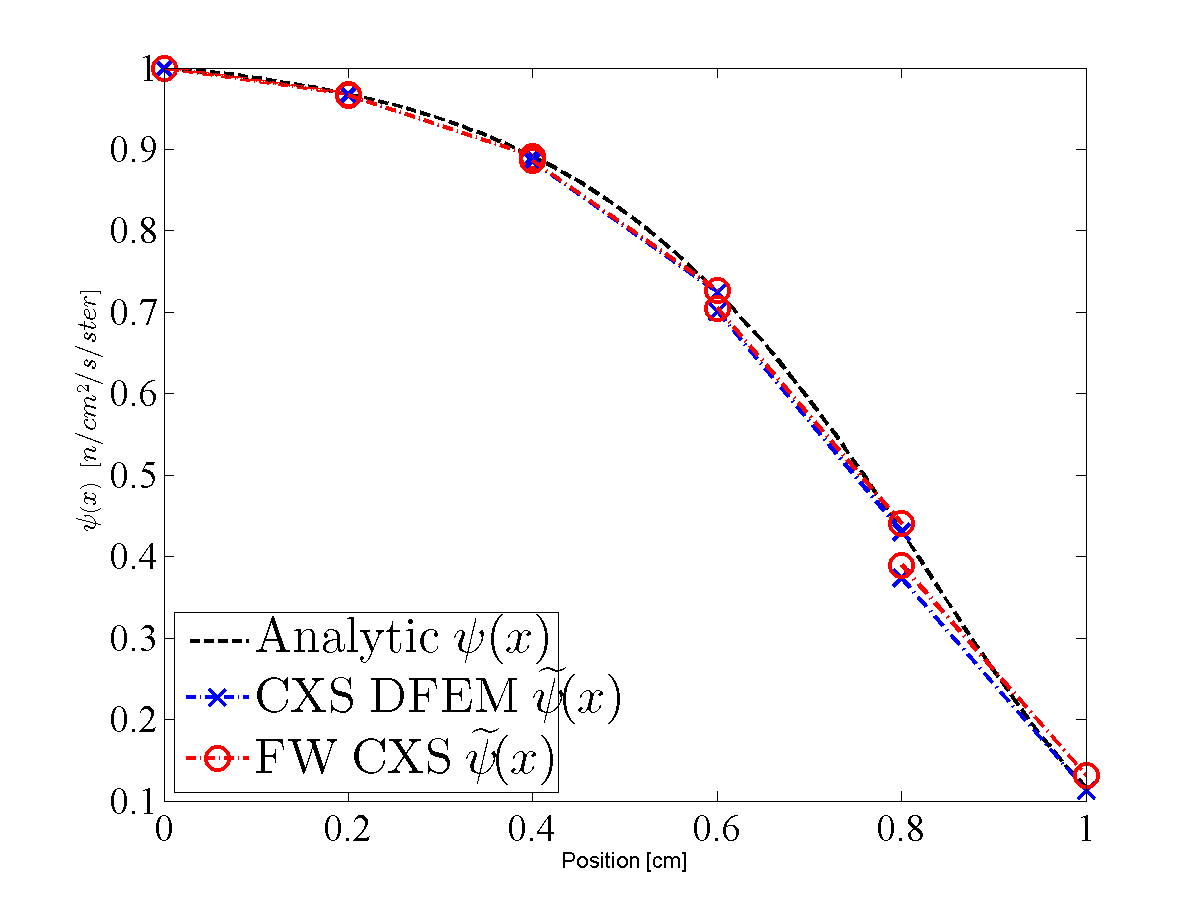 1
0.9
0.8
0.7
0.6
0.5
0.4
0.3
0.2
0.1
ψ(x) [n/cm²/s/ster]
Analytic ψ(x)
CXS DFEM ψ̃(x)
FW CXS ψ̃(x)
0 0.2 0.4 0.6 0.8 1
Position [cm]